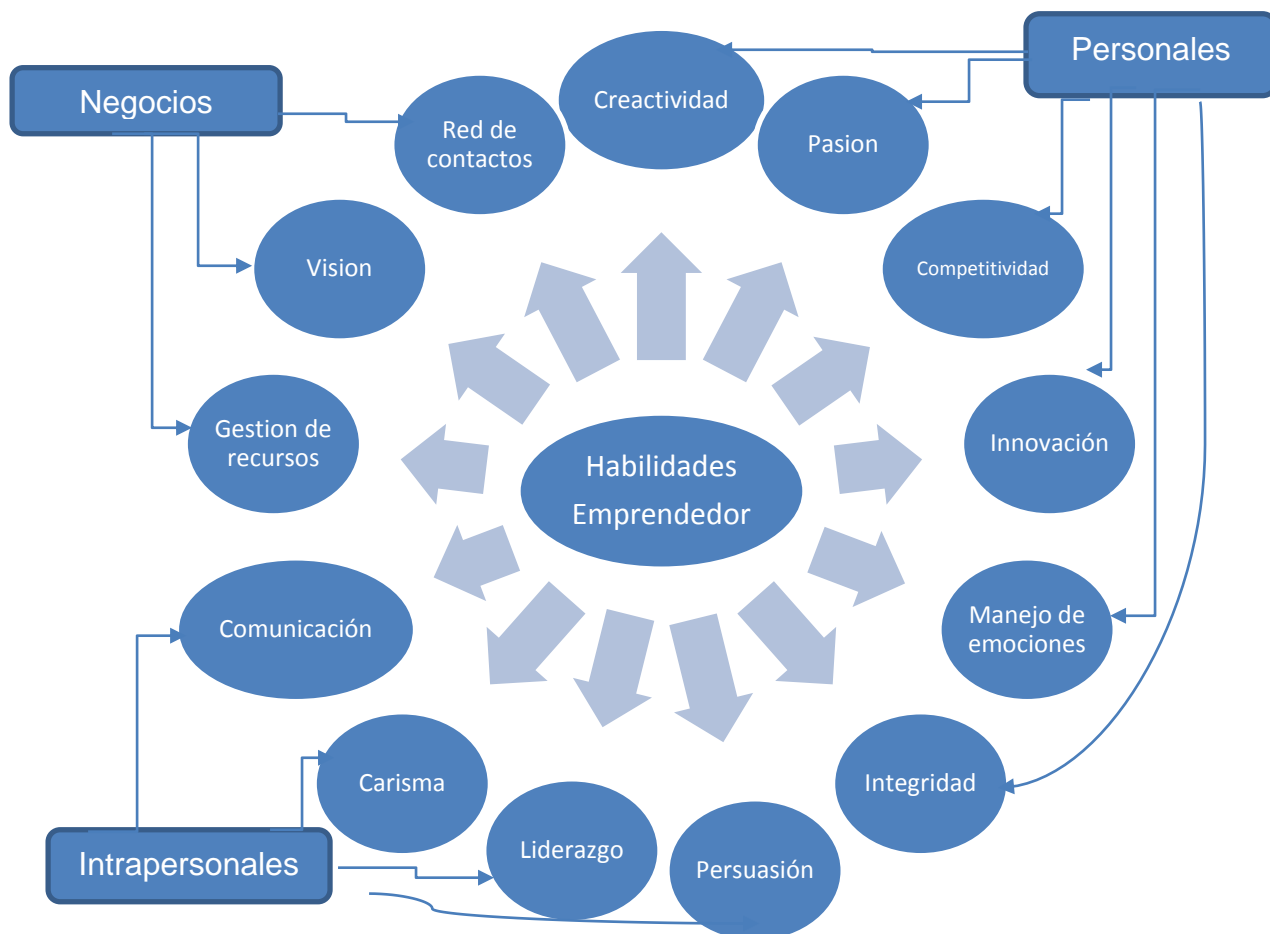 Personales
Negocios
Creactividad
Red de
contactos
Pasion
Vision
Competitividad
Gestion de
recursos
Innovación
Habilidades
Emprendedor
Comunicación
Manejo de
emociones
Carisma
Integridad
Intrapersonales
Liderazgo
Persuasión